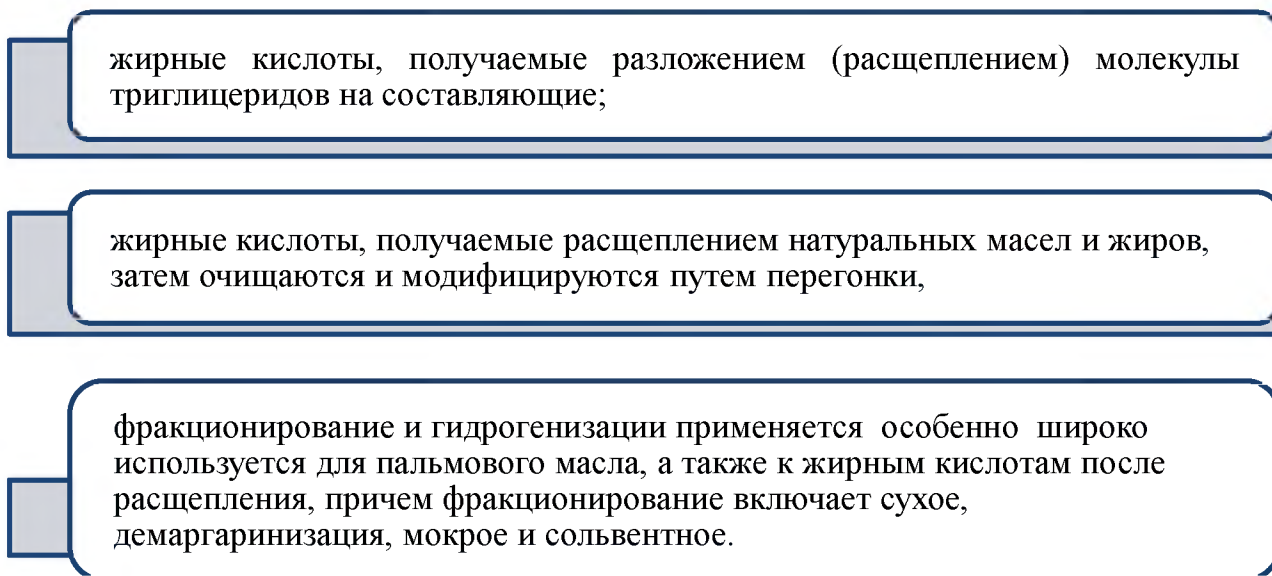 жирные кислоты, получаемые разложением (расщеплением) молекулы
триглицеридов на составляющие;
жирные кислоты, получаемые расщеплением натуральных масел и жиров,
затем очищаются и модифицируются путем перегонки,
фракционирование и гидрогенизации применяется особенно широко
используется для пальмового масла, а также к жирным кислотам после
расщепления, причем фракционирование включает сухое,
демаргаринизация, мокрое и сольвентное.